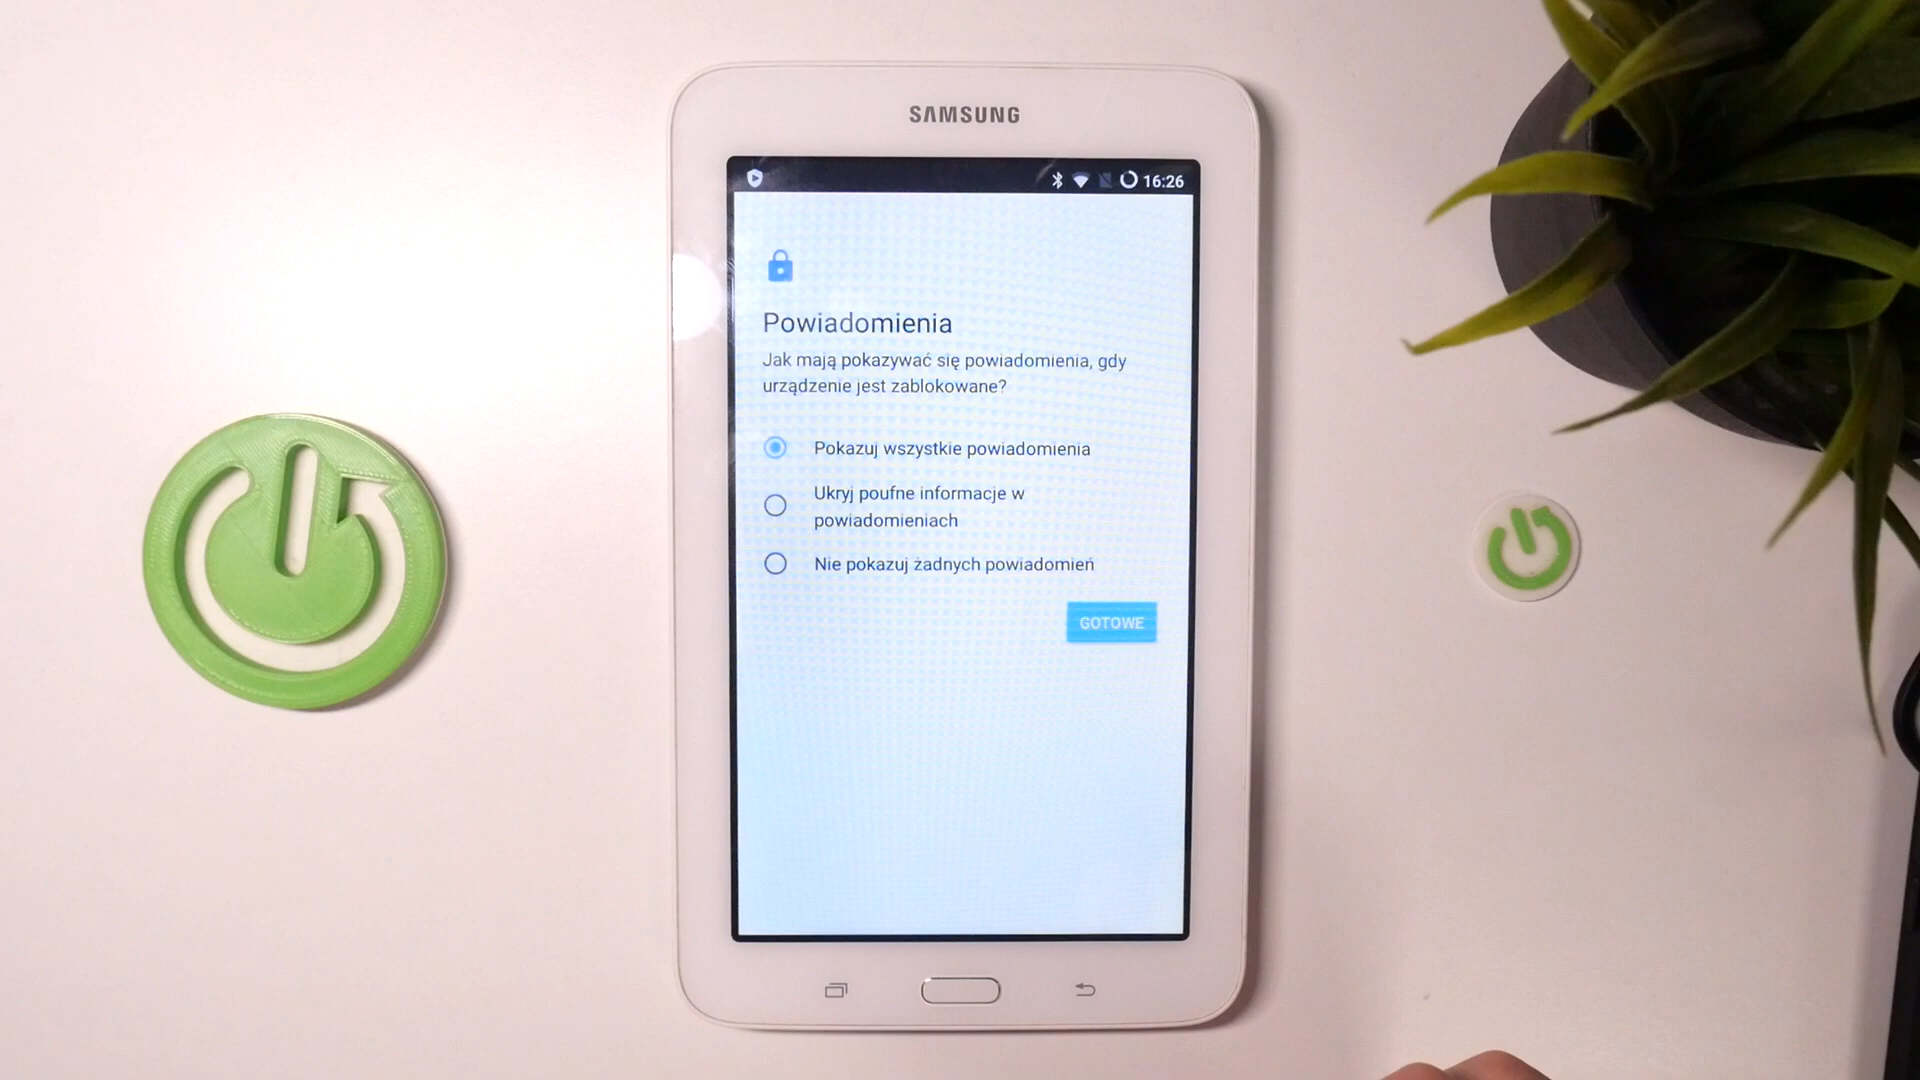 SAMSUNG
16:26
Powiadomienia
Jak mają pokazywać się powiadomienia, gdy
urządzenie jest zablokowane?
Pokazuj wszystkie powiadomienia
Ukryj poufne informacje w
powiadomieniach
Nie pokazuj żadnych powiadomień
GOTOWE